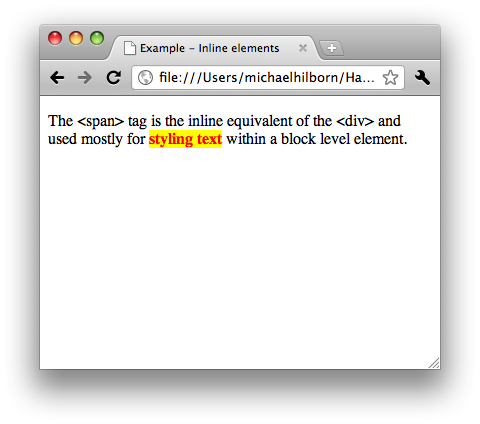 Example - Inline elements
file:///Users/michaelhilborn/Ha...
The <span> tag is the inline equivalent of the <div> and
used mostly for styling text within a block level element.